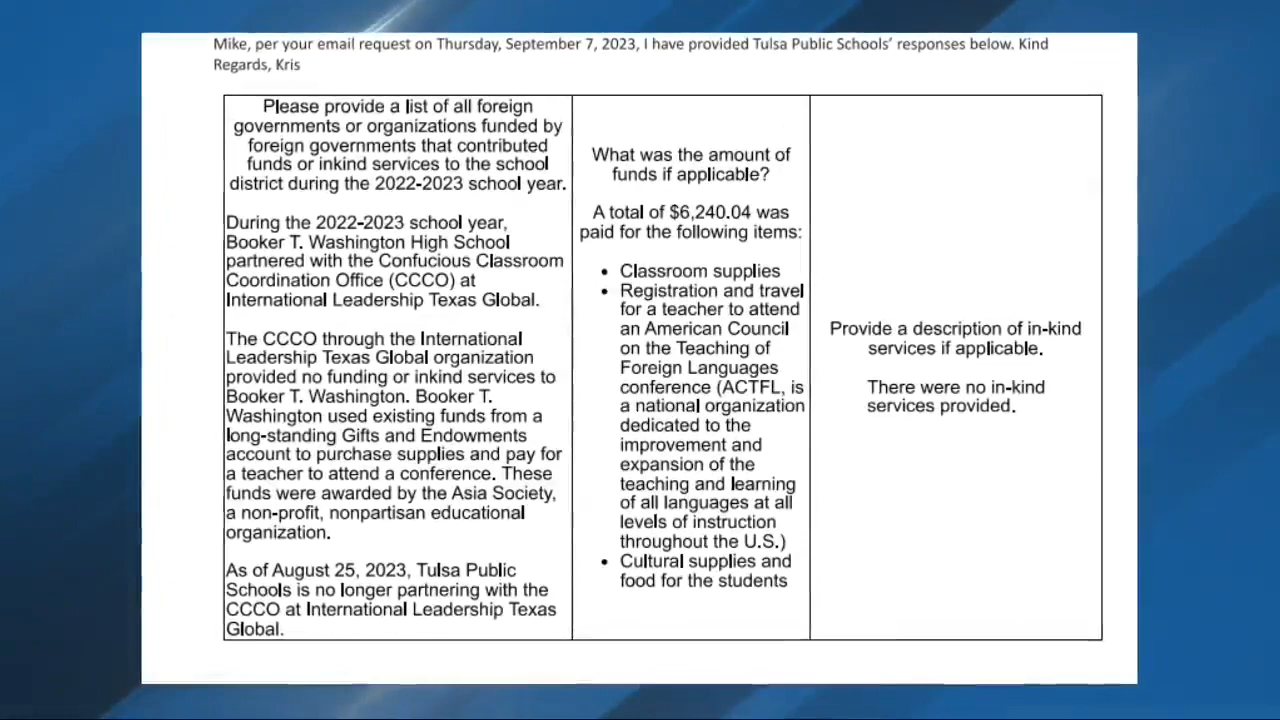 Mike, per your email request on Thursday, September 7, 2023, I have provided Tulsa Public Schools’ responses below. Kind
Regards, Kris
Please provide a list of all foreign
governments or organizations funded by
foreign governments that contributed
funds or inkind services to the school
district during the 2022-2023 school year.
During the 2022-2023 school year,
Booker T. Washington High School
partnered with the Confucious Classroom
Coordination Office (CCCO) at
International Leadership Texas Global.
The CCCO through the International
Leadership Texas Global organization
provided no funding or inkind services to
Booker T. Washington. Booker T.
Washington used existing funds from a
long-standing Gifts and Endowments
account to purchase supplies and pay for
a teacher to attend a conference. These
funds were awarded by the Asia Society,
a non-profit, nonpartisan educational
organization.
As of August 25, 2023, Tulsa Public
Schools is no longer partnering with the
CCCO at International Leadership Texas
Global.
What was the amount of
funds if applicable?
A total of $6,240.04 was
paid for the following items:
• Classroom supplies
• Registration and travel
for a teacher to attend
an American Council
on the Teaching of
Foreign Languages
conference (ACTFL, is
a national organization
dedicated to the
improvement and
expansion of the
teaching and learning
of all languages at all
levels of instruction
throughout the U.S.)
• Cultural supplies and
food for the students
Provide a description of in-kind
services if applicable.
There were no in-kind
services provided.